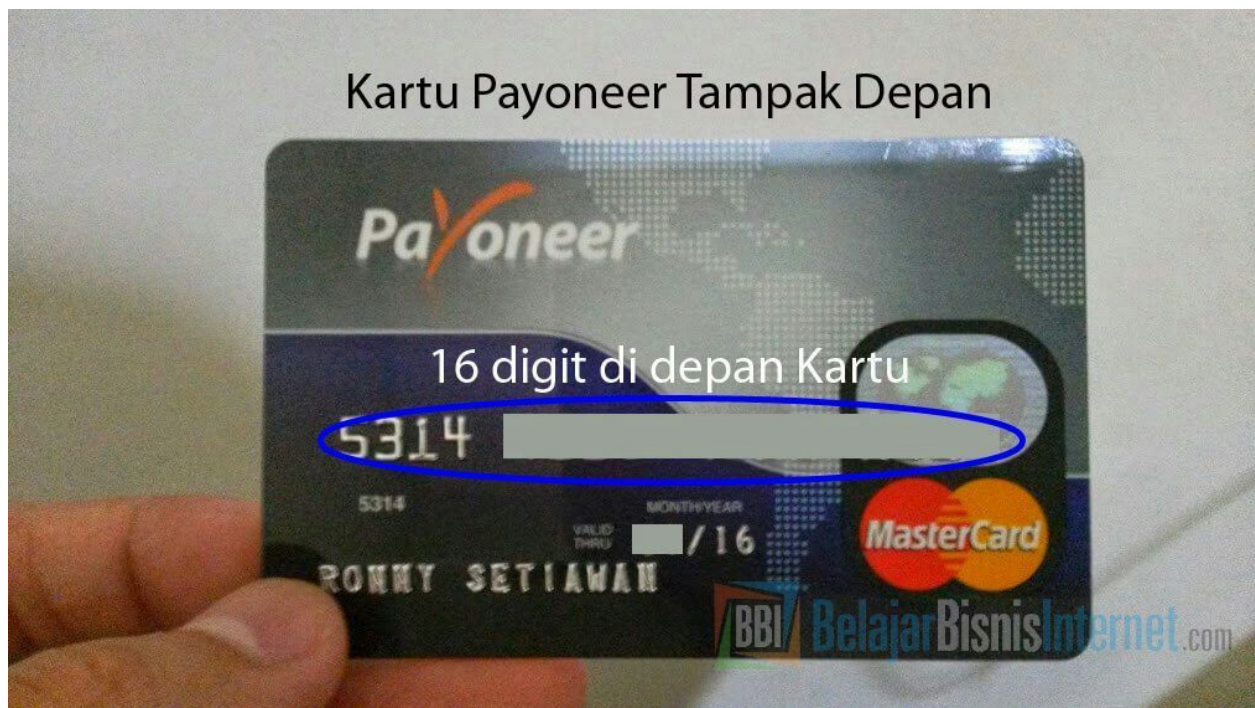 Kartu Payoneer Tampak Depan
Payoneer
16 digit di depan Kartu
5314
5314
MONTH/YEAR
VALID THRU /16
MasterCard
RONNY SETIAWAN
BBI BelajarBisnisInternet.com